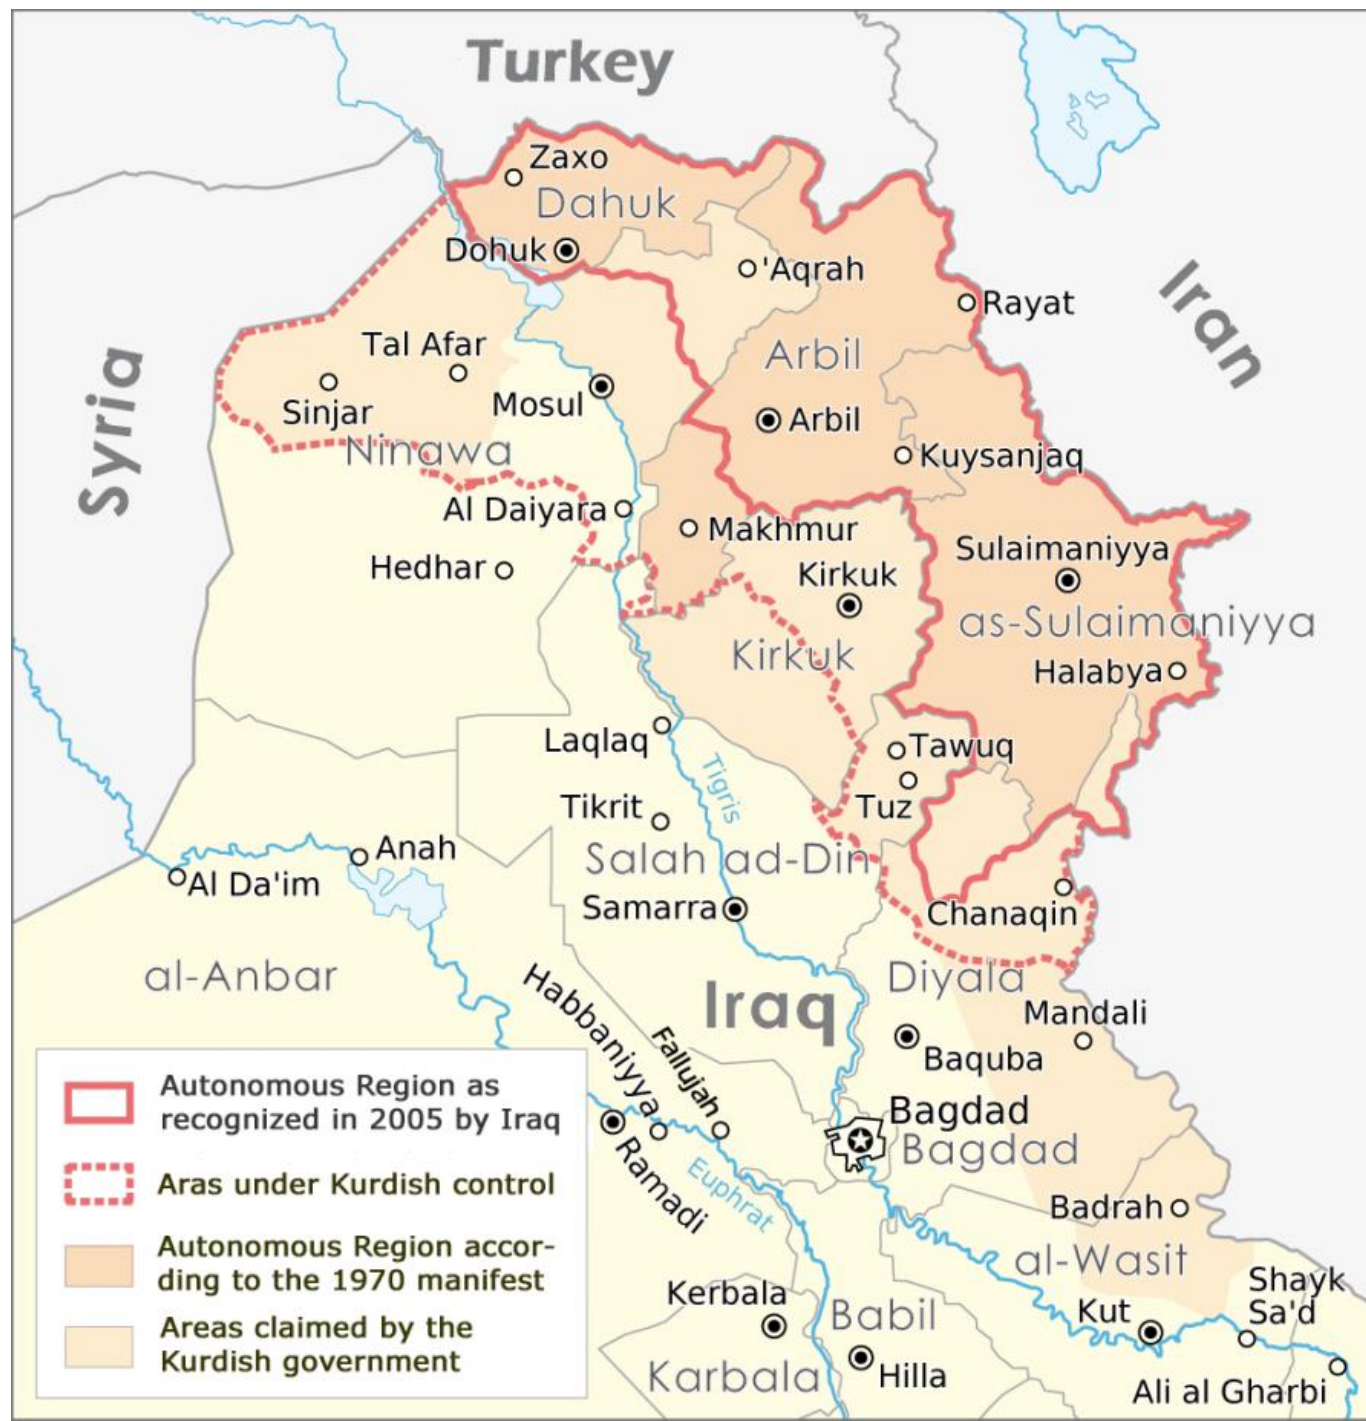 Turkey
Zaxo
Dahuk
Dohuk
'Aqrah
Rayat
Iran
Syria
Tal Afar
Arbil
Sinjar
Mosul
Arbil
Ninawa
Kuysanjaq
Al Daiyara
Makhmur
Sulaimaniyya
Hedhar
Kirkuk
as-Sulaimaniyya
Kirkuk
Halabya
Laqlaq
Tawuq
Tigris
Tikrit
Tuz
Anah
Salah ad-Din
Al Da'im
Samarra
Chanaqin
al-Anbar
Diyala
Habbaniyya
Iraq
Mandali
Fallujah
Baquba
Bagdad
Bagdad
Ramadi
Euphrat
Badrah
al-Wasit
Shayk
Sa'd
Kerbala
Babil
Kut
Karbala
Hilla
Ali al Gharbi
Autonomous Region as
recognized in 2005 by Iraq
Aras under Kurdish control
Autonomous Region accor-
ding to the 1970 manifest
Areas claimed by the
Kurdish government